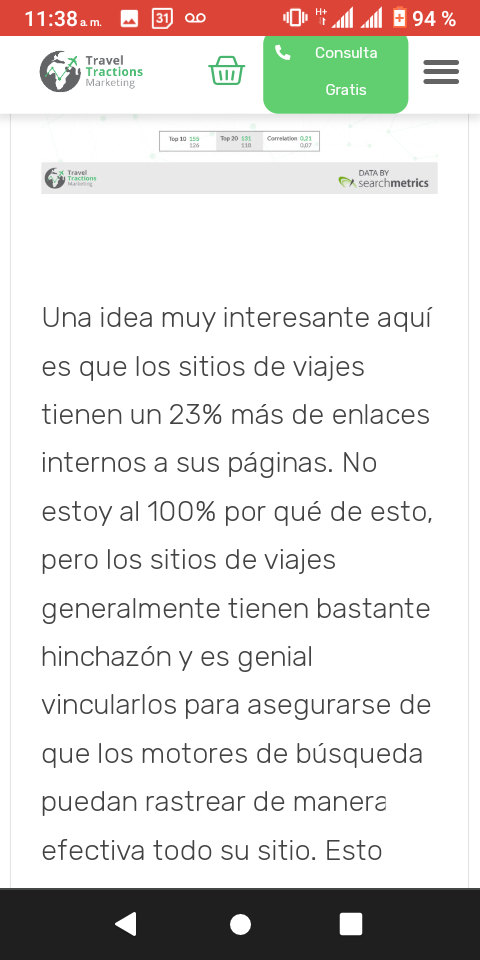 11:38 a. m. 31 H+ 94 %
Travel
Tractions
Marketing
Consulta
Gratis
Top 10 155 Top 20 131 Correlation 0,21
126 118 0,07
Travel
Tractions
Marketing
DATA BY
searchmetrics
Una idea muy interesante aquí
es que los sitios de viajes
tienen un 23% más de enlaces
internos a sus páginas. No
estoy al 100% por qué de esto,
pero los sitios de viajes
generalmente tienen bastante
hinchazón y es genial
vincularlos para asegurarse de
que los motores de búsqueda
puedan rastrear de manera
efectiva todo su sitio. Esto